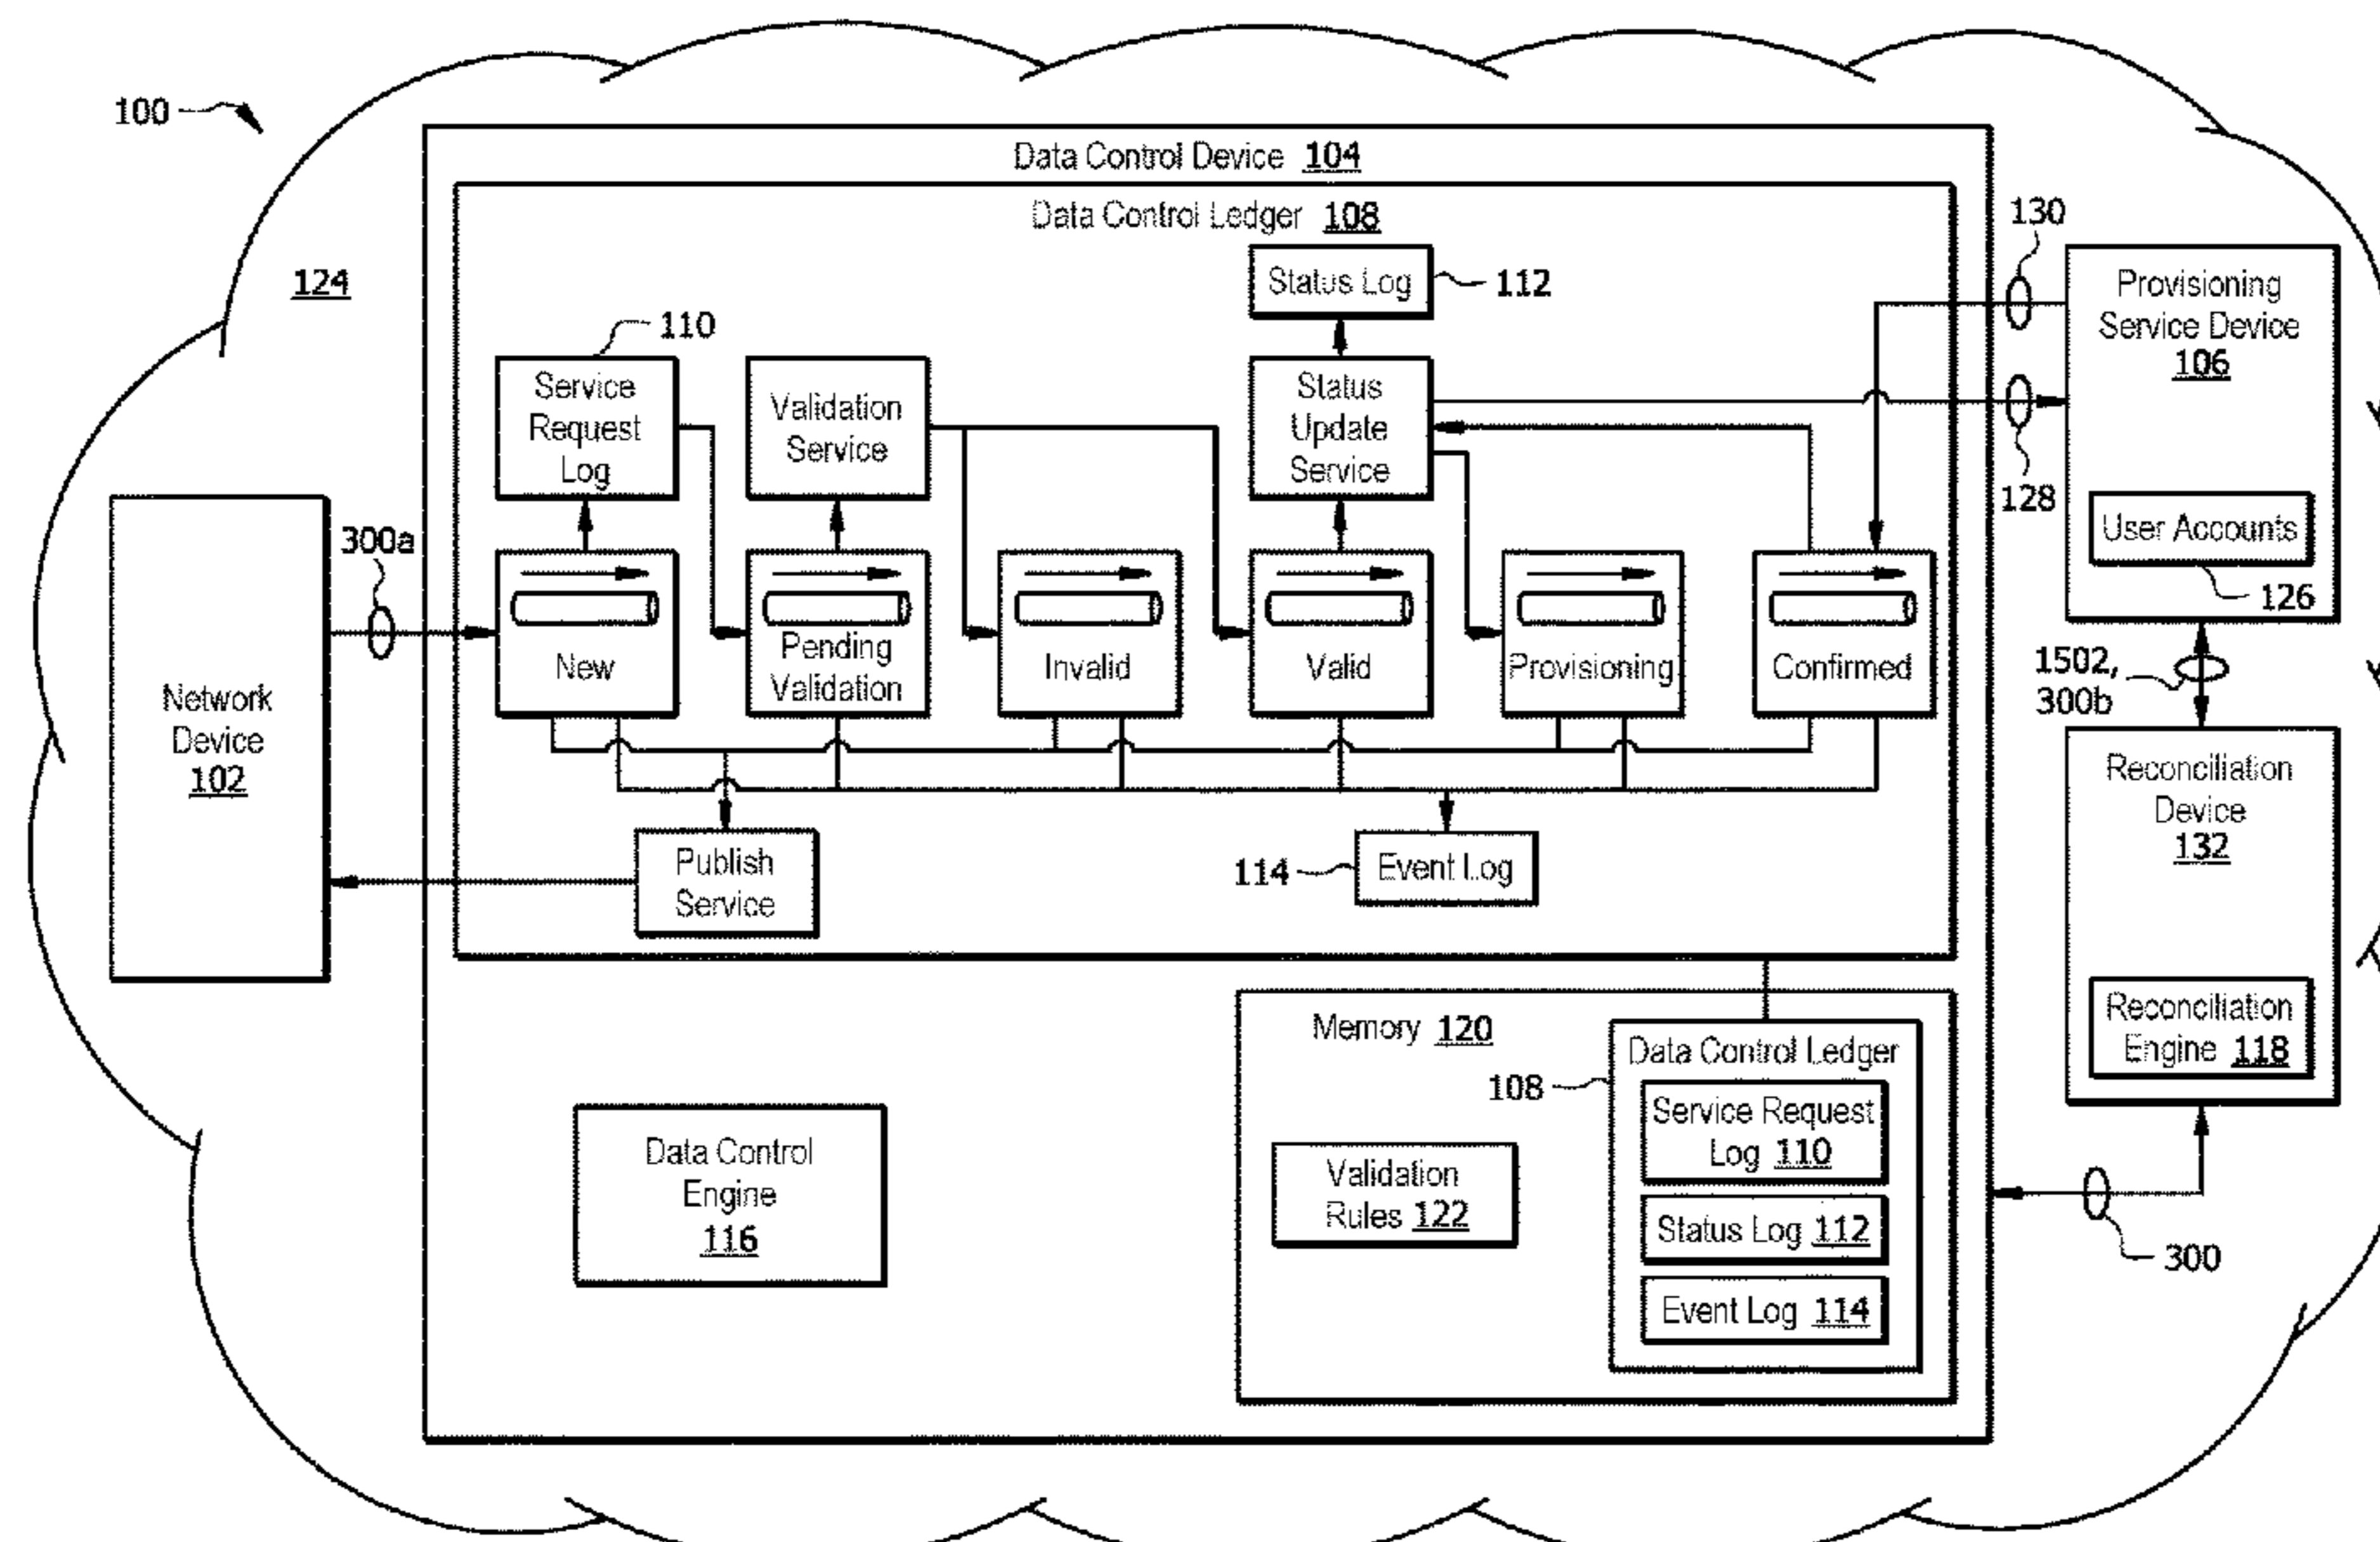 100
Data Control Device 104
Data Control Ledger 108
124
130
Status Log
112
Provisioning
Service Device
106
110
Service
Request
Log
Validation
Service
Status
Update
Service
128
User Accounts
126
300a
New
Pending
Validation
Invalid
Valid
Provisioning
Confirmed
1502,
300b
Network
Device
102
Reconciliation
Device
132
Publish
Service
114
Event Log
Reconciliation
Engine 118
Memory 120
Data Control Ledger
108
Service Request
Log 110
Data Control
Engine
116
Validation
Rules 122
Status Log 112
Event Log 114
300